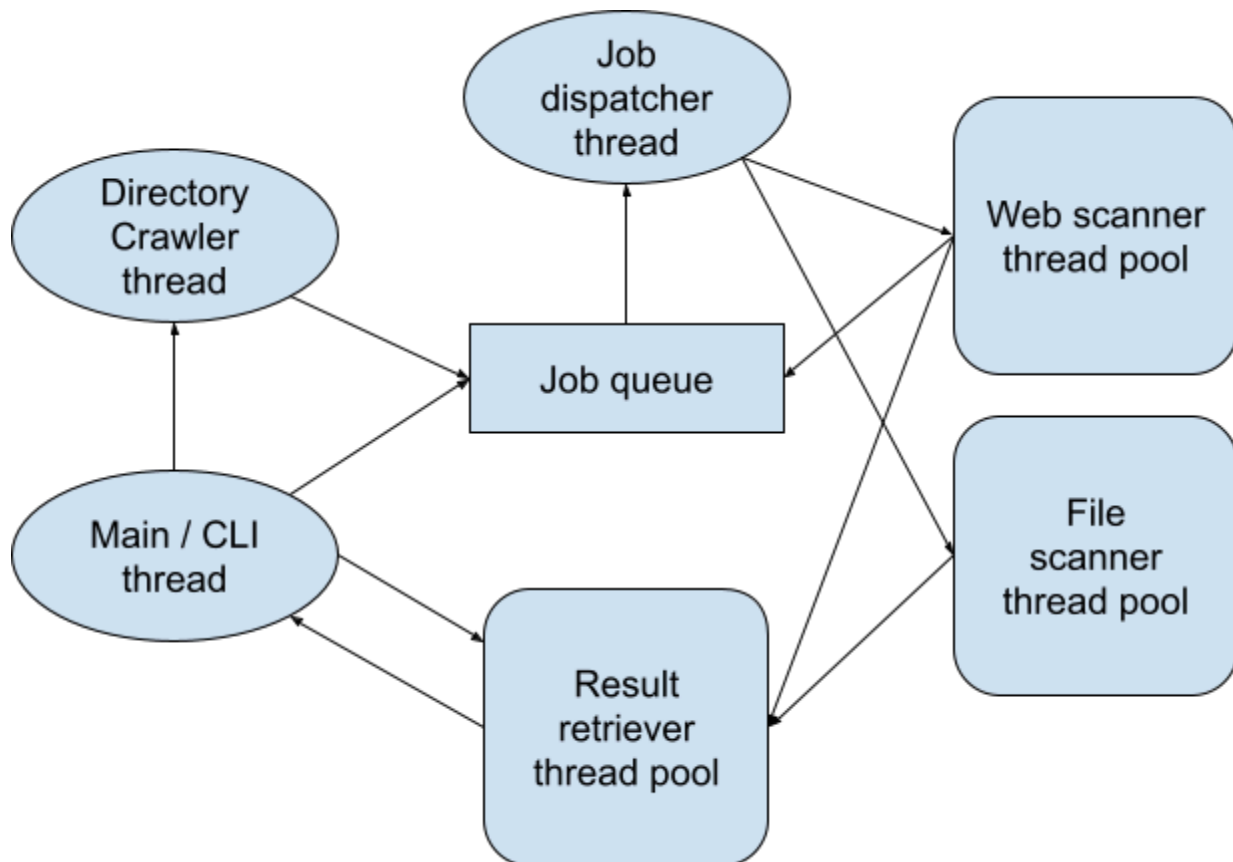 Job
dispatcher
thread
Directory
Crawler
thread
Web scanner
thread pool
Job queue
Main / CLI
thread
File
scanner
thread pool
Result
retriever
thread pool